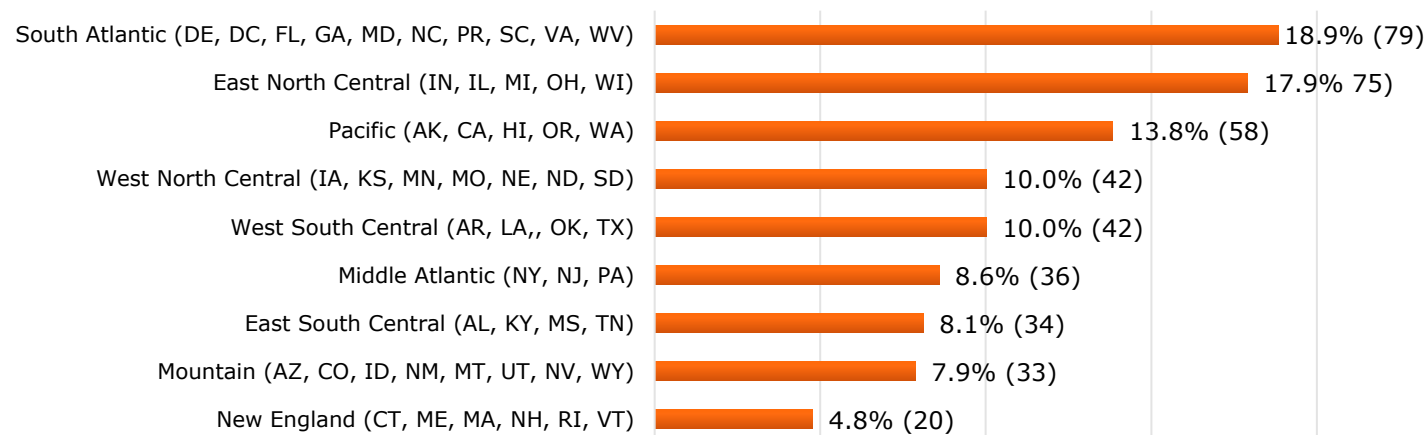 South Atlantic (DE, DC, FL, GA, MD, NC, PR, SC, VA, WV) 18.9% (79)
East North Central (IN, IL, MI, OH, WI) 17.9% 75)
Pacific (AK, CA, HI, OR, WA) 13.8% (58)
West North Central (IA, KS, MN, MO, NE, ND, SD) 10.0% (42)
West South Central (AR, LA,, OK, TX) 10.0% (42)
Middle Atlantic (NY, NJ, PA) 8.6% (36)
East South Central (AL, KY, MS, TN) 8.1% (34)
Mountain (AZ, CO, ID, NM, MT, UT, NV, WY) 7.9% (33)
New England (CT, ME, MA, NH, RI, VT) 4.8% (20)